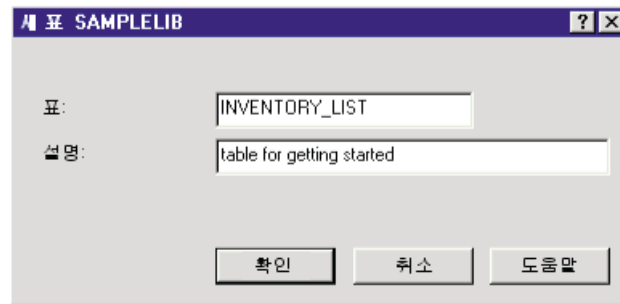 새 표 SAMPLELIB
표: INVENTORY_LIST
설명: table for getting started
확인 취소 도움말